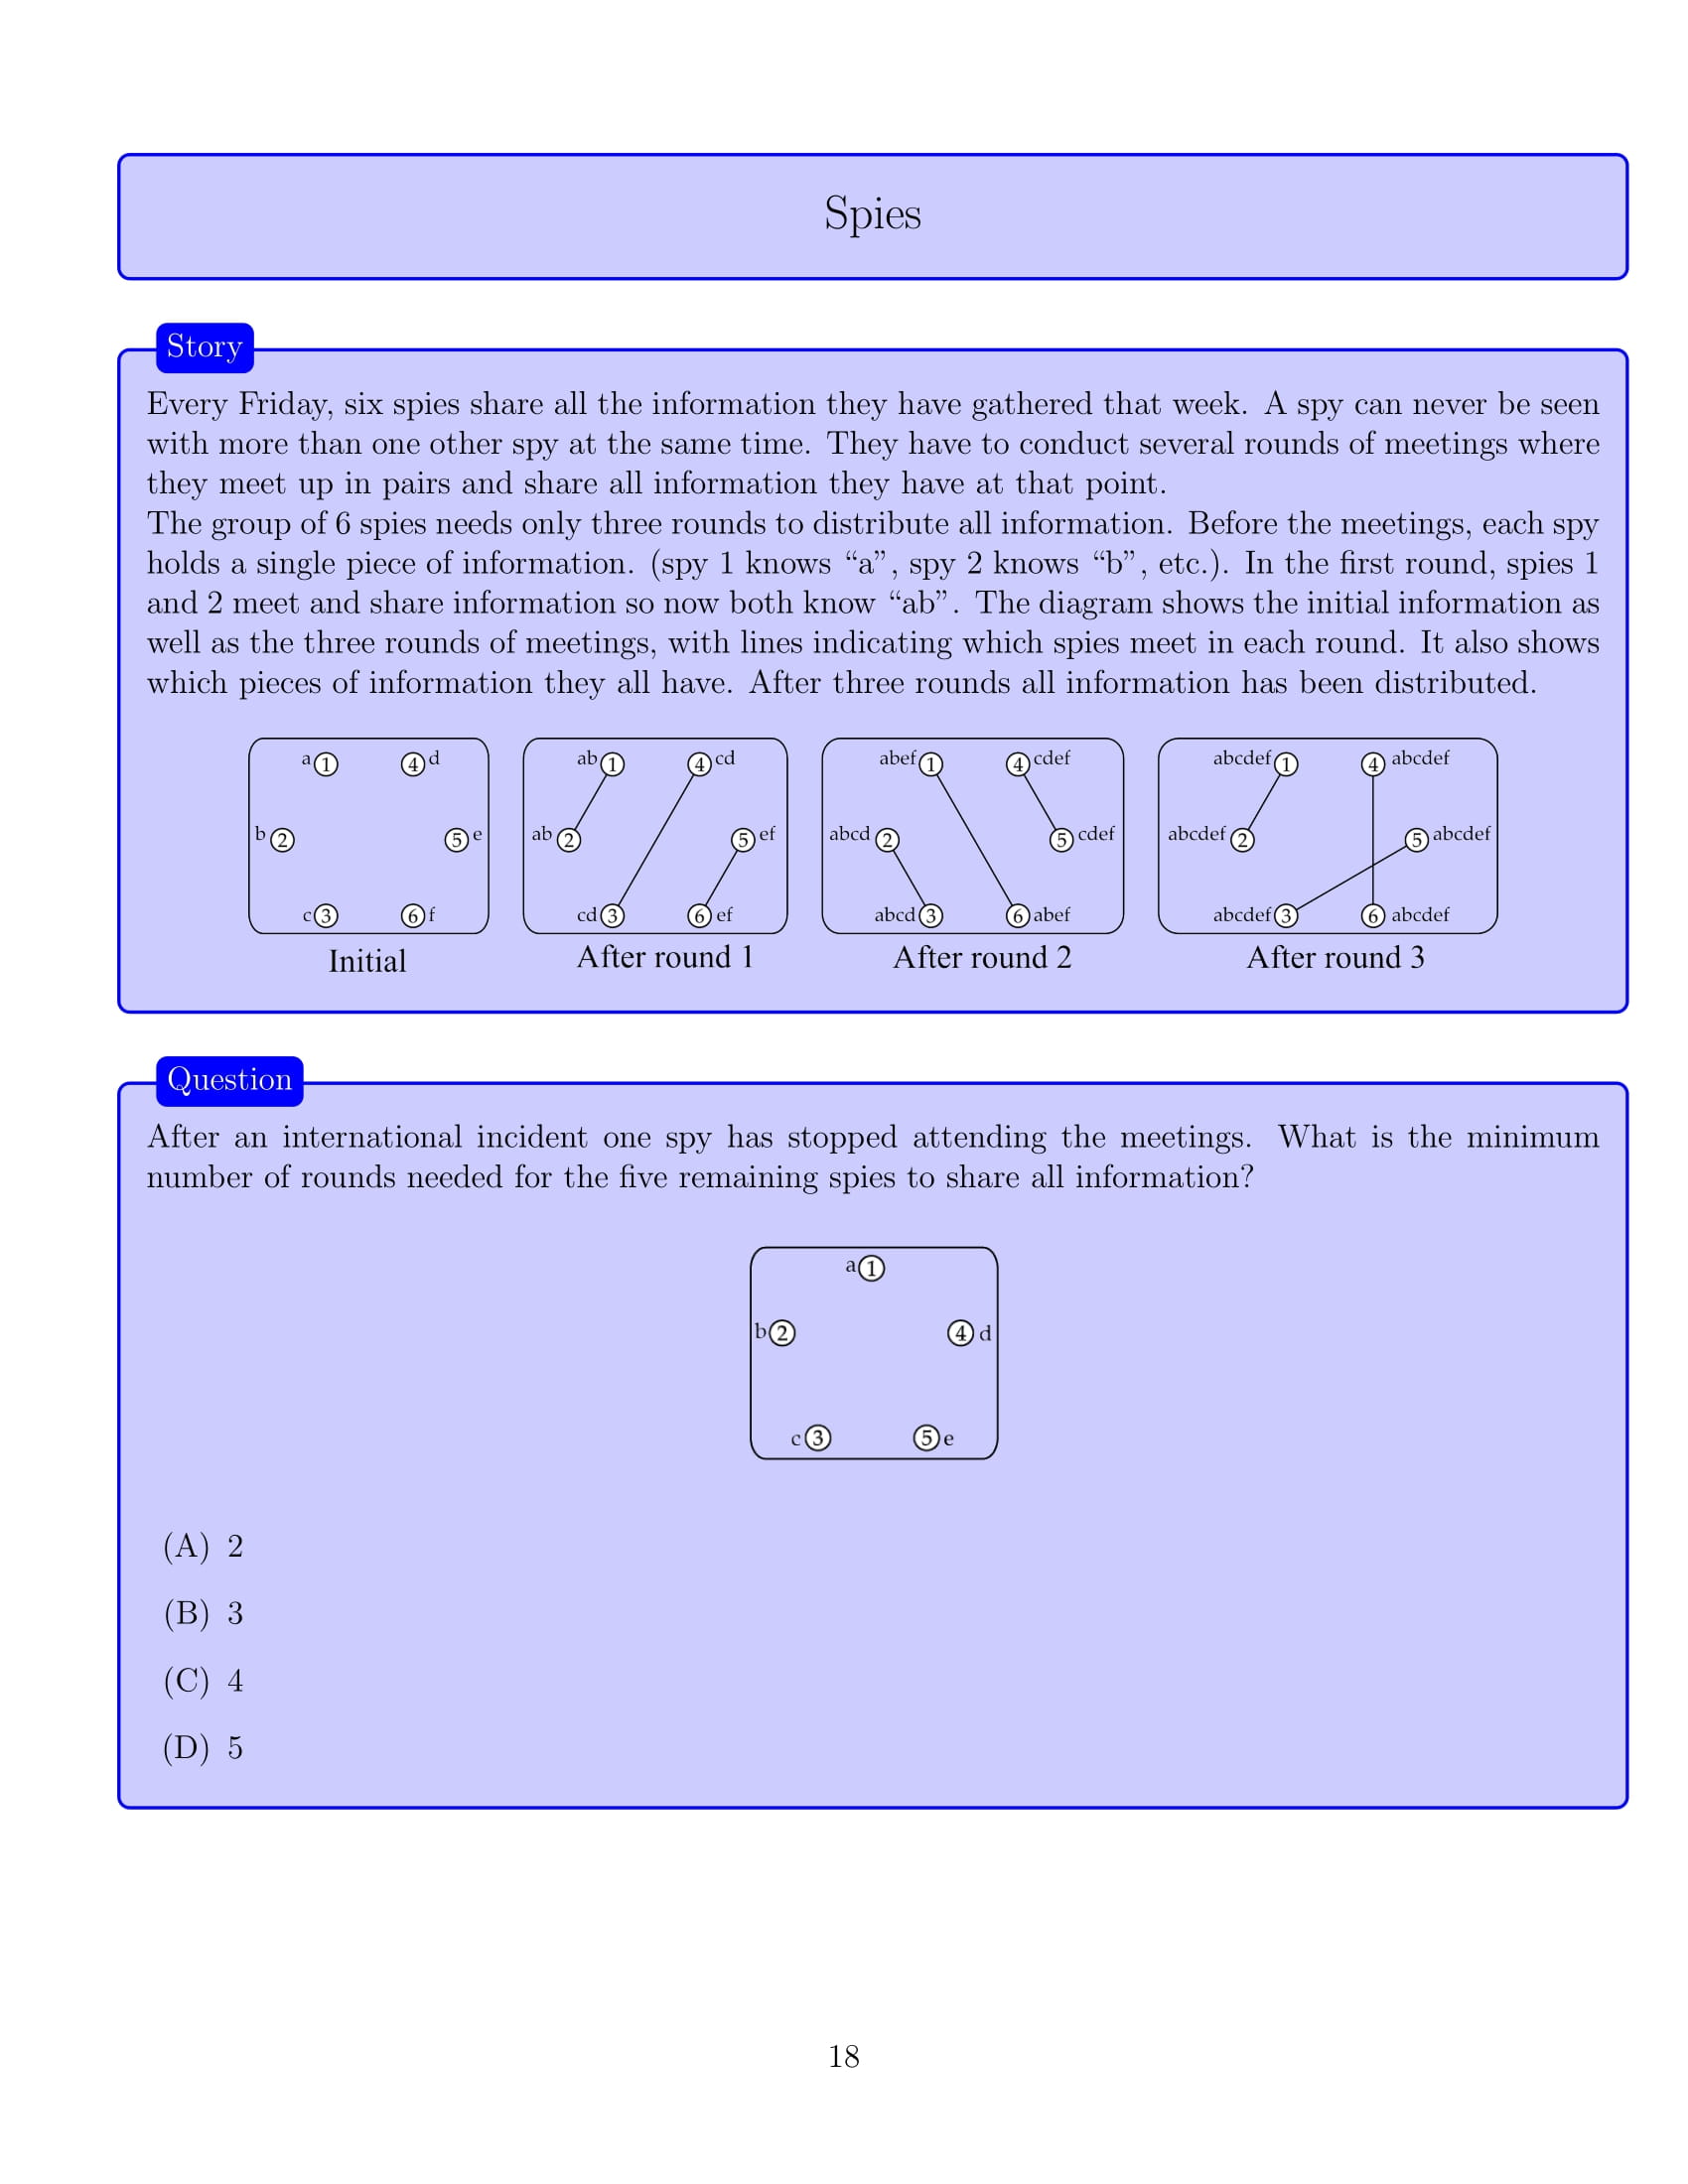 Spies
Story
Every Friday, six spies share all the information they have gathered that week. A spy can never be seen
with more than one other spy at the same time. They have to conduct several rounds of meetings where
they meet up in pairs and share all information they have at that point.
The group of 6 spies needs only three rounds to distribute all information. Before the meetings, each spy
holds a single piece of information. (spy 1 knows “a”, spy 2 knows “b”, etc.). In the first round, spies 1
and 2 meet and share information so now both know “ab”. The diagram shows the initial information as
well as the three rounds of meetings, with lines indicating which spies meet in each round. It also shows
which pieces of information they all have. After three rounds all information has been distributed.
a 1 4 d
b 2 5 e
c 3 6 f
Initial
ab 1 4 cd
ab 2 5 ef
cd 3 6 ef
After round 1
abef 1 4 cdef
abcd 2 5 cdef
abcd 3 6 abef
After round 2
abcdef 1 4 abcdef
abcdef 2 5 abcdef
abcdef 3 6 abcdef
After round 3
Question
After an international incident one spy has stopped attending the meetings. What is the minimum
number of rounds needed for the five remaining spies to share all information?
a 1
b 2 4 d
c 3 5 e
(A) 2
(B) 3
(C) 4
(D) 5
18